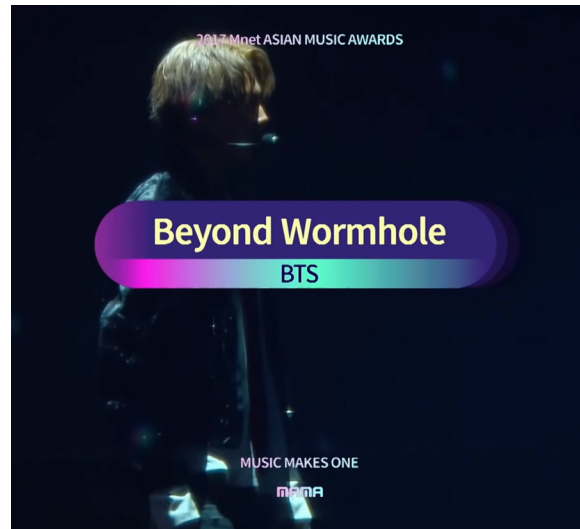 2017 Mnet ASIAN MUSIC AWARDS
Beyond Wormhole
BTS
MUSIC MAKES ONE
MAMA